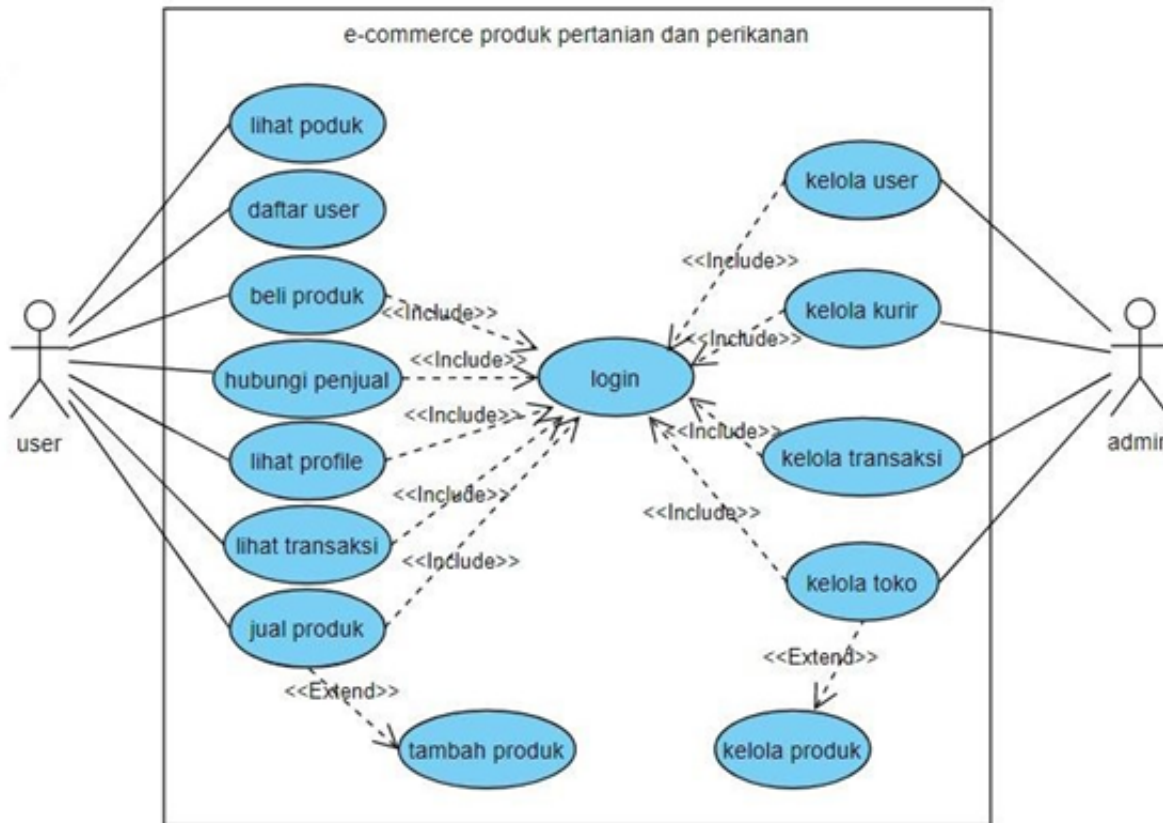 e-commerce produk pertanian dan perikanan
lihat poduk
daftar user
beli produk
hubungi penjual
lihat profile
lihat transaksi
jual produk
tambah produk
user
<<Include>>
<<Include>>
<<Include>>
<<Include>>
<<Include>>
<<Extend>>
login
<<Include>>
<<Include>>
<<Include>>
<<Include>>
<<Extend>>
kelola user
kelola kurir
kelola transaksi
kelola toko
kelola produk
admin